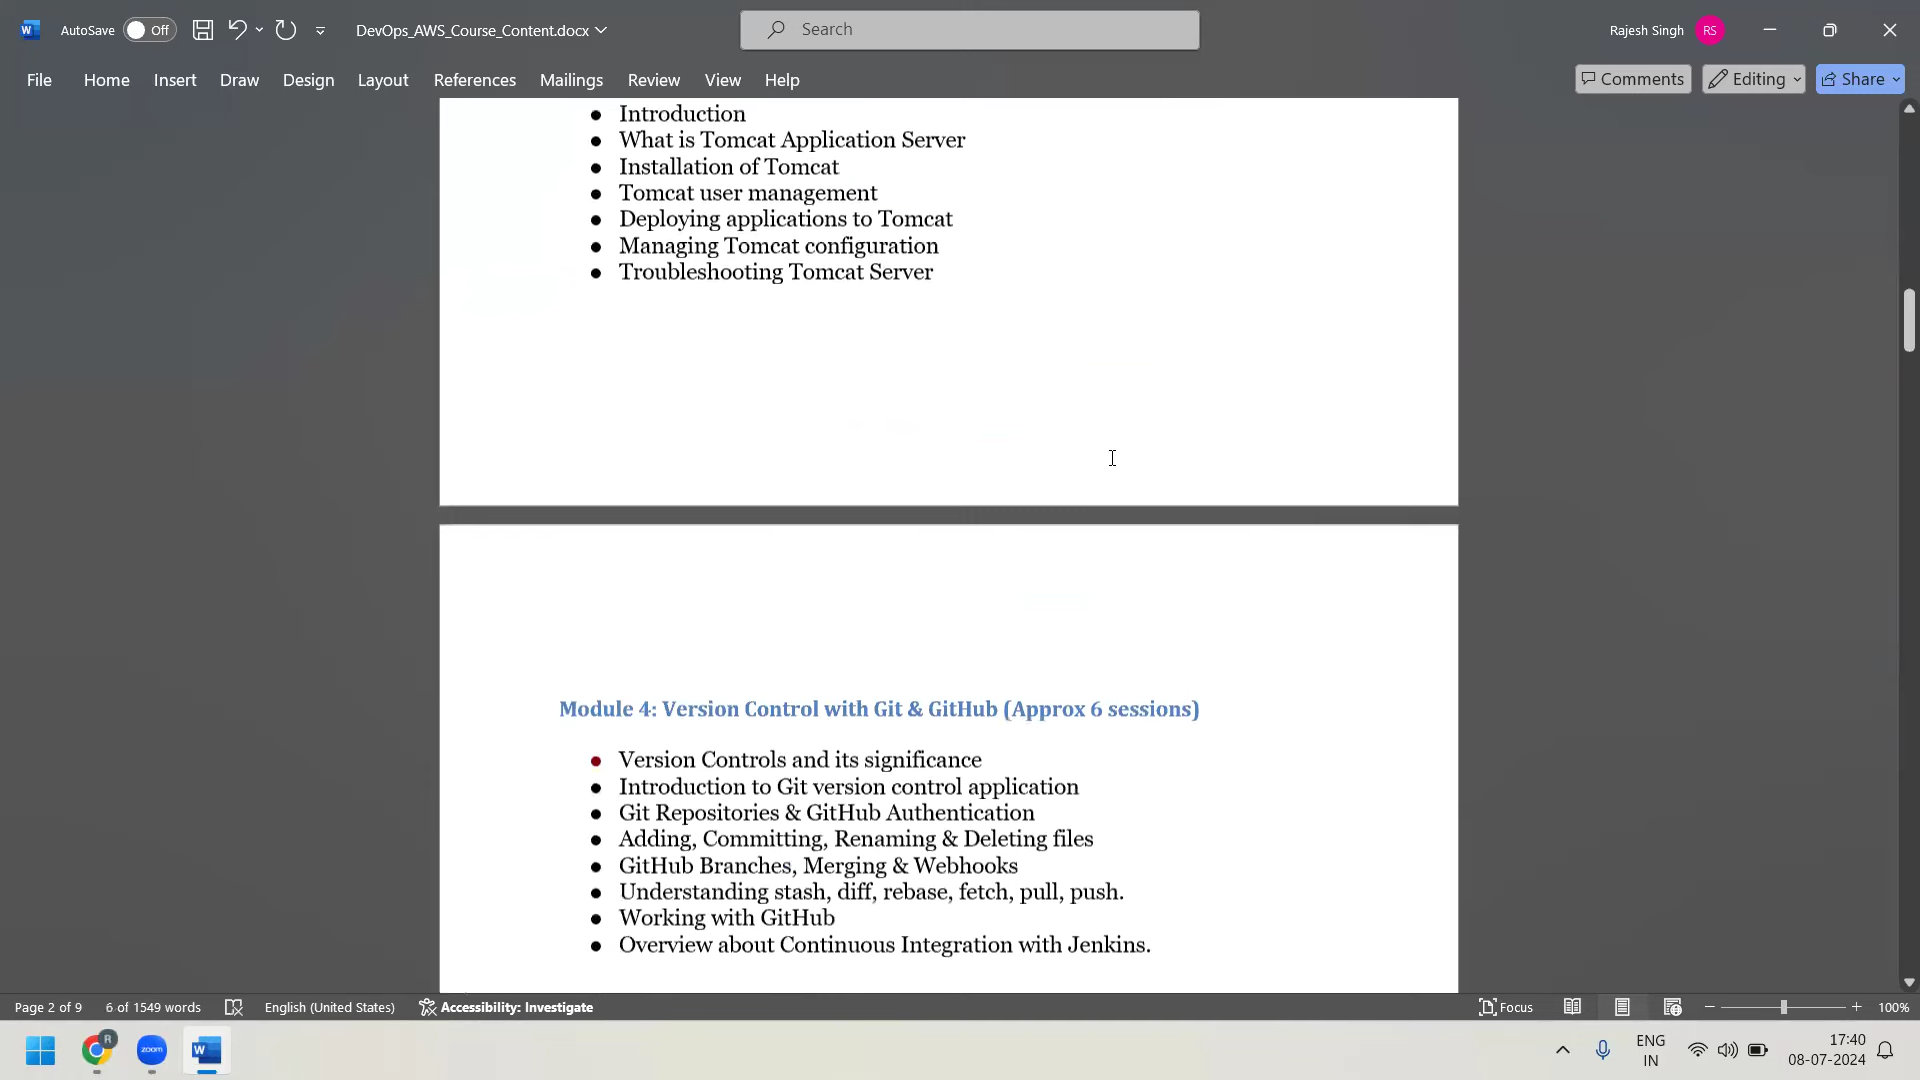 AutoSave Off DevOps_AWS_Course_Content.docx Search Rajesh Singh RS
File Home Insert Draw Design Layout References Mailings Review View Help Comments Editing Share
● Introduction
● What is Tomcat Application Server
● Installation of Tomcat
● Tomcat user management
● Deploying applications to Tomcat
● Managing Tomcat configuration
● Troubleshooting Tomcat Server
Module 4: Version Control with Git & GitHub (Approx 6 sessions)
● Version Controls and its significance
● Introduction to Git version control application
● Git Repositories & GitHub Authentication
● Adding, Committing, Renaming & Deleting files
● GitHub Branches, Merging & Webhooks
● Understanding stash, diff, rebase, fetch, pull, push.
● Working with GitHub
● Overview about Continuous Integration with Jenkins.
Page 2 of 9 6 of 1549 words English (United States) Accessibility: Investigate Focus 100%
R zoom W ENG 17:40
IN 08-07-2024